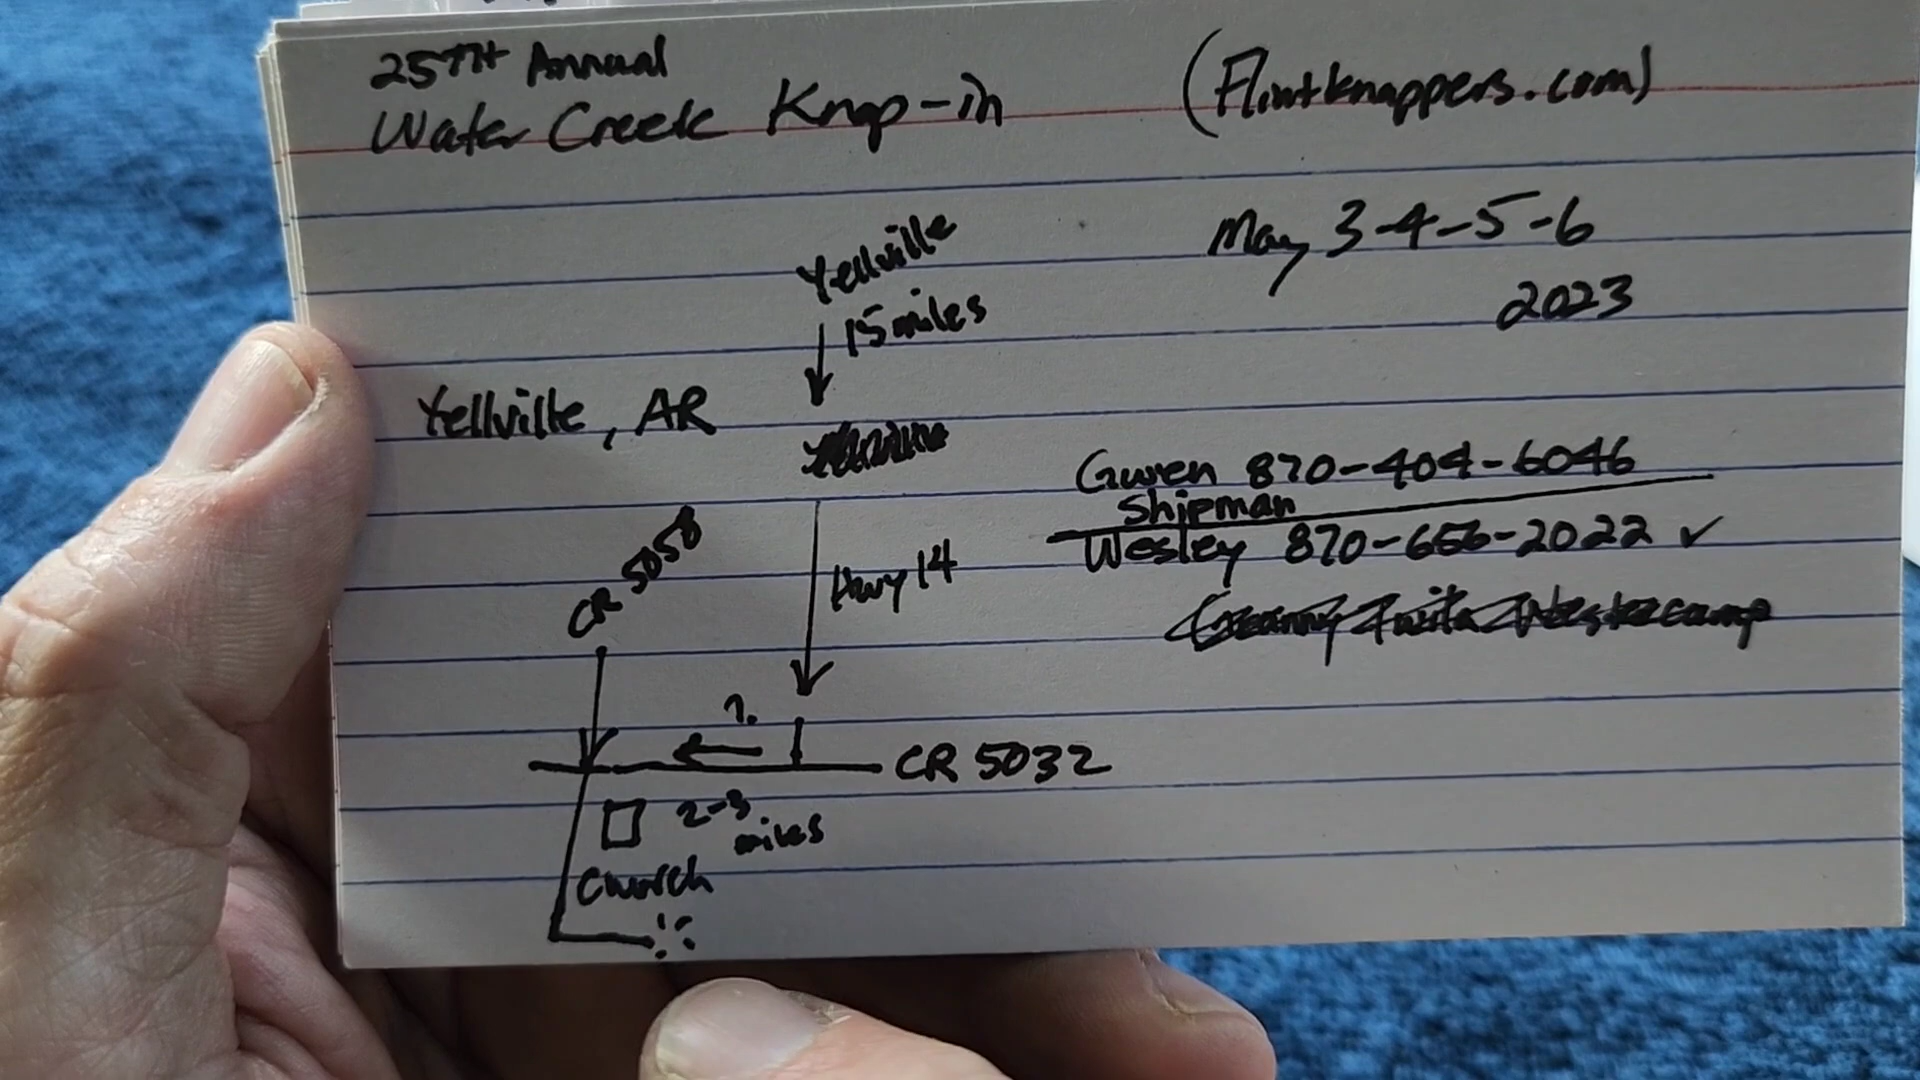 25TH Annual
Water Creek Knap-in
(Flintknappers.com)
May 3-4-5-6
2023
Yellville
15 miles
Yellville, AR
Gwen 870-404-6046
Shipman
Wesley 870-656-2022 ✓
CR 5058
Hwy 14
CR 5032
2-3
miles
Church